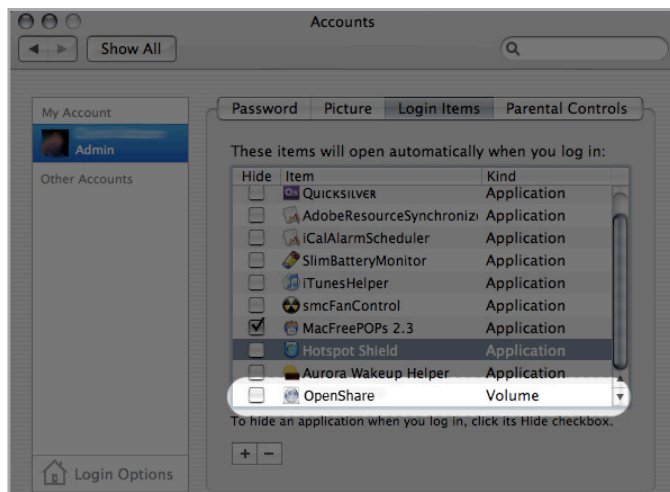 Accounts
Show All
My Account
Admin
Other Accounts
Login Options
Password Picture Login Items Parental Controls
These items will open automatically when you log in:
Hide Item Kind
Qs QUICKSILVER Application
AdobeResourceSynchroniz Application
iCalAlarmScheduler Application
SlimBatteryMonitor Application
iTunesHelper Application
smcFanControl Application
MacFreePOPs 2.3 Application
Hotspot Shield Application
Aurora Wakeup Helper Application
OpenShare Volume
To hide an application when you log in, click its Hide checkbox.
+ −